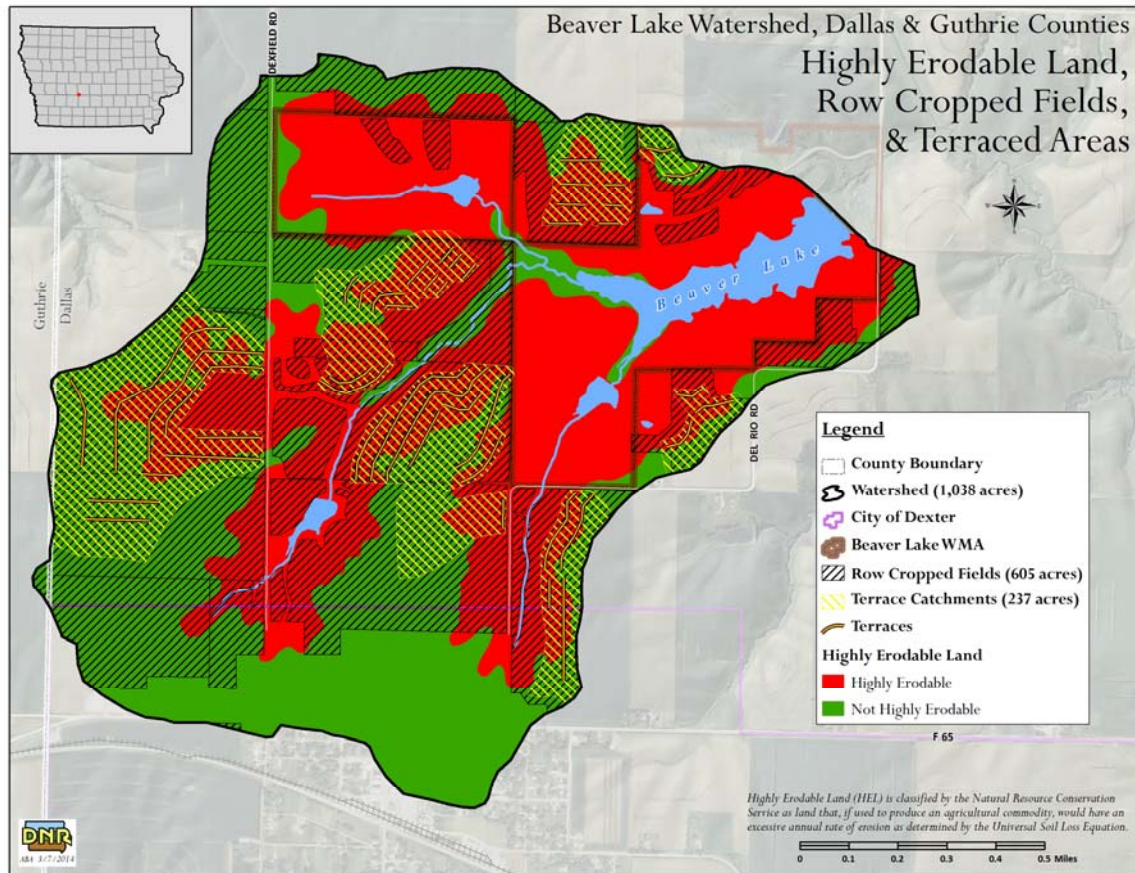 Beaver Lake Watershed, Dallas & Guthrie Counties
Highly Erodable Land,
Row Cropped Fields,
& Terraced Areas
DEXFIELD RD
Beaver Lake
Guthrie
Dallas
DEL RIO RD
Legend
County Boundary
Watershed (1,038 acres)
City of Dexter
Beaver Lake WMA
Row Cropped Fields (605 acres)
Terrace Catchments (237 acres)
Terraces
Highly Erodable Land
Highly Erodable
Not Highly Erodable
F 65
Highly Erodable Land (HEL) is classified by the Natural Resource Conservation
Service as land that, if used to produce an agricultural commodity, would have an
excessive annual rate of erosion as determined by the Universal Soil Loss Equation.
0 0.1 0.2 0.3 0.4 0.5 Miles
DNR
ABA 3/7/2014